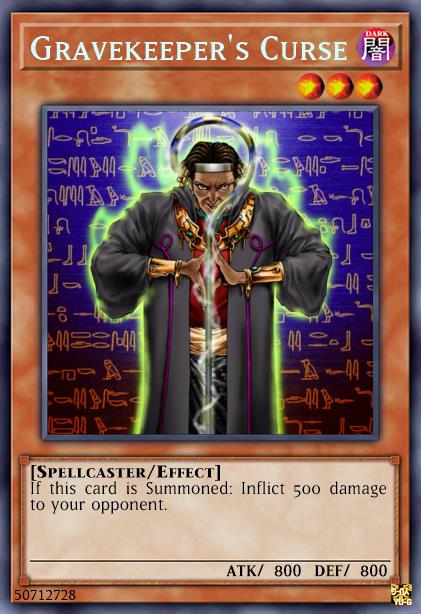 Gravekeeper's Curse
DARK
闇
[Spellcaster/Effect]
If this card is Summoned: Inflict 500 damage
to your opponent.
ATK/ 800 DEF/ 800
50712728